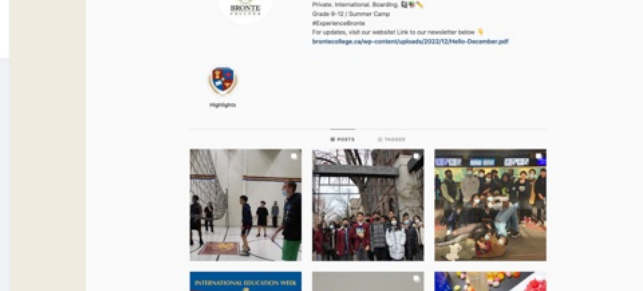 BRONTE
COLLEGE
Private. International. Boarding.
Grade 9-12 / Summer Camp
#ExperienceBronte
For updates, visit our website! Link to our newsletter below 👇
brontecollege.ca/wp-content/uploads/2022/12/Hello-December.pdf
Highlights
POSTS
TAGGED
INTERNATIONAL EDUCATION WEEK